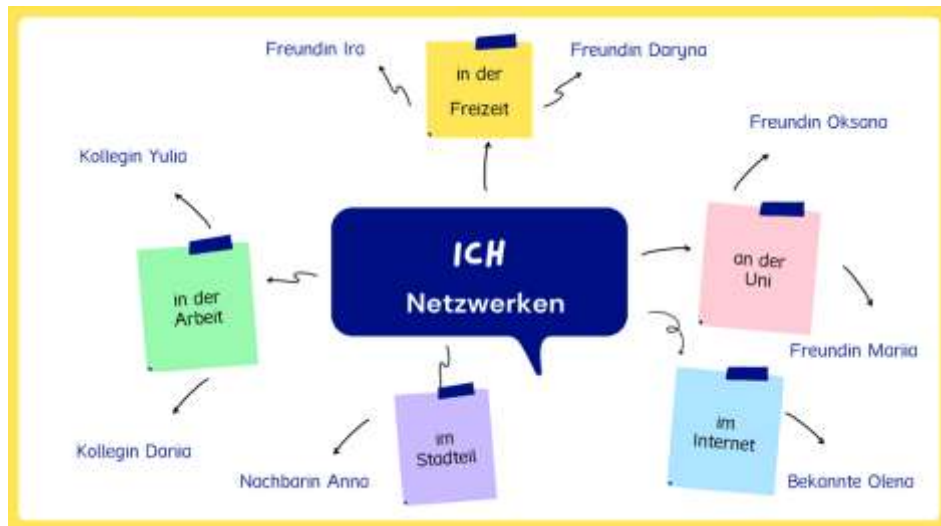 Freundin Ira
in der
Freizeit
Freundin Daryna
Freundin Oksana
Kollegin Yulia
ICH
Netzwerken
an der
Uni
in der
Arbeit
Freundin Mariia
im
Stadtteil
im
Internet
Kollegin Dariia
Nachbarin Anna
Bekannte Olena